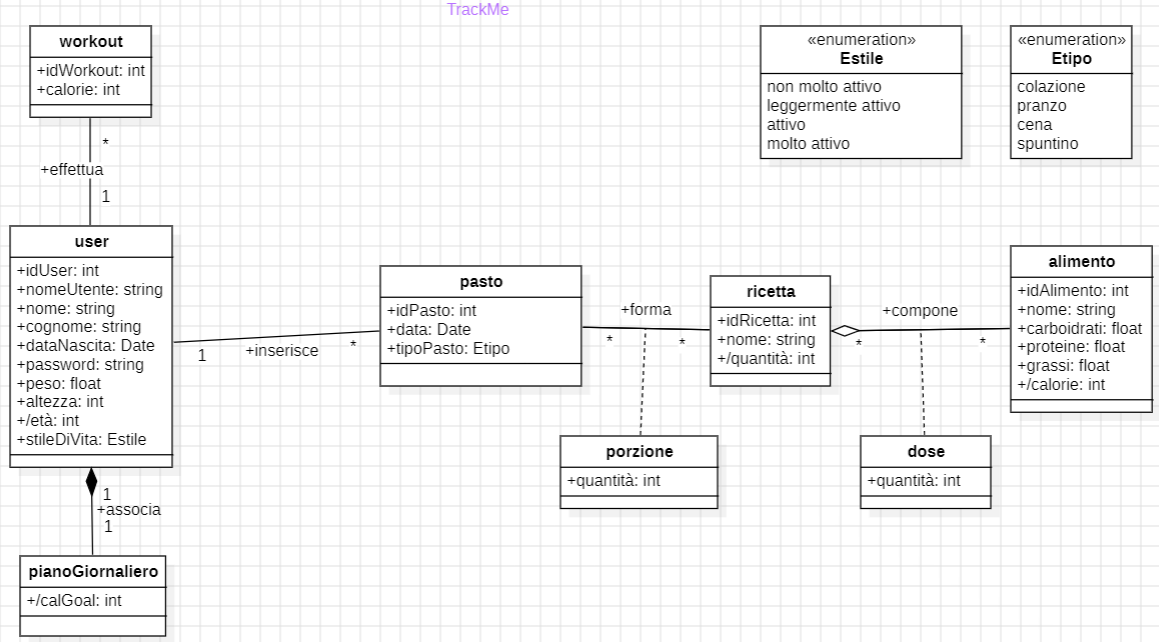 TrackMe
workout
+idWorkout: int
+calorie: int
«enumeration»
Estile
non molto attivo
leggermente attivo
attivo
molto attivo
«enumeration»
Etipo
colazione
pranzo
cena
spuntino
*
+effettua
1
user
+idUser: int
+nomeUtente: string
+nome: string
+cognome: string
+dataNascita: Date
+password: string
+peso: float
+altezza: int
+/età: int
+stileDiVita: Estile
1
+inserisce
*
pasto
+idPasto: int
+data: Date
+tipoPasto: Etipo
+forma
*
*
ricetta
+idRicetta: int
+nome: string
+/quantità: int
+compone
*
*
alimento
+idAlimento: int
+nome: string
+carboidrati: float
+proteine: float
+grassi: float
+/calorie: int
porzione
+quantità: int
dose
+quantità: int
1
+associa
1
pianoGiornaliero
+/calGoal: int